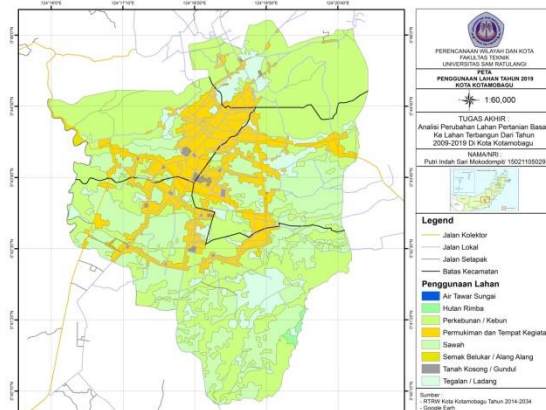 PERENCANAAN WILAYAH DAN KOTA
FAKULTAS TEKNIK
UNIVERSITAS SAM RATULANGI
PETA
PENGGUNAAN LAHAN TAHUN 2019
KOTA KOTAMOBAGU
1:60,000
TUGAS AKHIR :
Analisi Perubahan Lahan Pertanian Basa
Ke Lahan Terbangun Dari Tahun
2009-2019 Di Kota Kotamobagu
NAMA/NRI :
Putri Indah Sari Mokodompit/ 15021105029
Legend
Jalan Kolektor
Jalan Lokal
Jalan Setapak
Batas Kecamatan
Penggunaan Lahan
Air Tawar Sungai
Hutan Rimba
Perkebunan / Kebun
Permukiman dan Tempat Kegiata
Sawah
Semak Belukar / Alang Alang
Tanah Kosong / Gundul
Tegalan / Ladang
Sumber :
- RTRW Kota Kotamobagu Tahun 2014-2034
- Google Earh